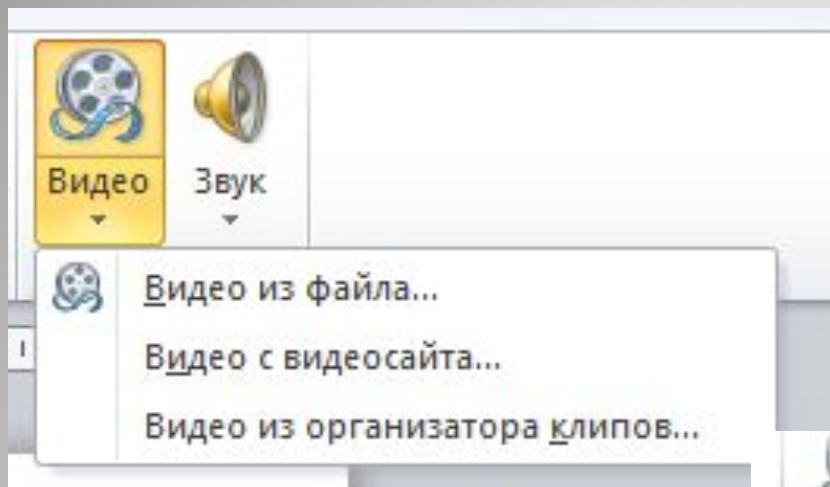 Видео Звук
Видео из файла...
Видео с видеосайта...
Видео из организатора клипов...